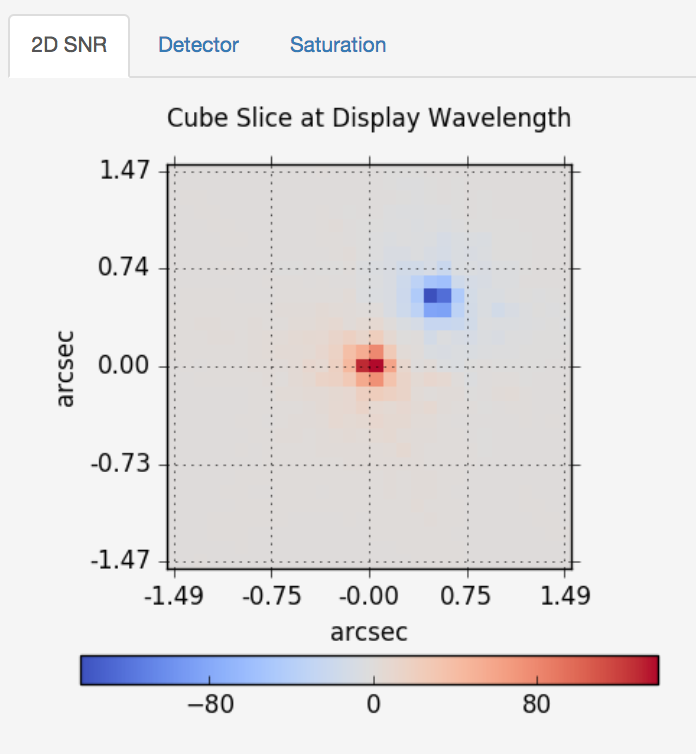 2D SNR Detector Saturation
Cube Slice at Display Wavelength
1.47
0.74
0.00
-0.73
-1.47
arcsec
-1.49 -0.75 -0.00 0.75 1.49
arcsec
−80 0 80